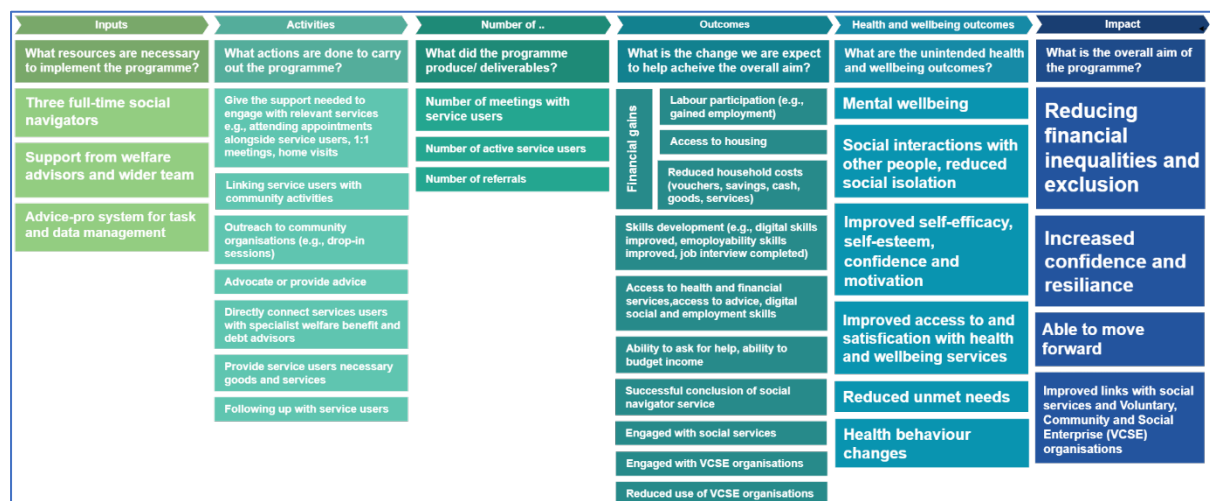 Inputs
What resources are necessary
to implement the programme?
Three full-time social
navigators
Support from welfare
advisors and wider team
Advice-pro system for task
and data management
Activities
What actions are done to carry
out the programme?
Give the support needed to
engage with relevant services
e.g., attending appointments
alongside service users, 1:1
meetings, home visits
Linking service users with
community activities
Outreach to community
organisations (e.g., drop-in
sessions)
Advocate or provide advice
Directly connect services users
with specialist welfare benefit and
debt advisors
Provide service users necessary
goods and services
Following up with service users
Number of ..
What did the programme
produce/ deliverables?
Number of meetings with
service users
Number of active service users
Number of referrals
Outcomes
What is the change we are expect
to help acheive the overall aim?
Financial gains
Labour participation (e.g.,
gained employment)
Access to housing
Reduced household costs
(vouchers, savings, cash,
goods, services)
Skills development (e.g., digital skills
improved, emoployability skills
improved, job interview completed)
Access to health and financial
services,access to advice, digital
social and employment skills
Ability to ask for help, ability to
budget income
Successful conclusion of social
navigator service
Engaged with social services
Engaged with VCSE organisations
Reduced use of VCSE organisations
Health and wellbeing outcomes
What are the unintended health
and wellbeing outcomes?
Mental wellbeing
Social interactions with
other people, reduced
social isolation
Improved self-efficacy,
self-esteem,
confidence and
motivation
Improved access to and
satisfication with health
and wellbeing services
Reduced unmet needs
Health behaviour
changes
Impact
What is the overall aim of
the programme?
Reducing
financial
inequalities and
exclusion
Increased
confidence and
resiliance
Able to move
forward
Improved links with social
services and Voluntary,
Community and Social
Enterprise (VCSE)
organisations